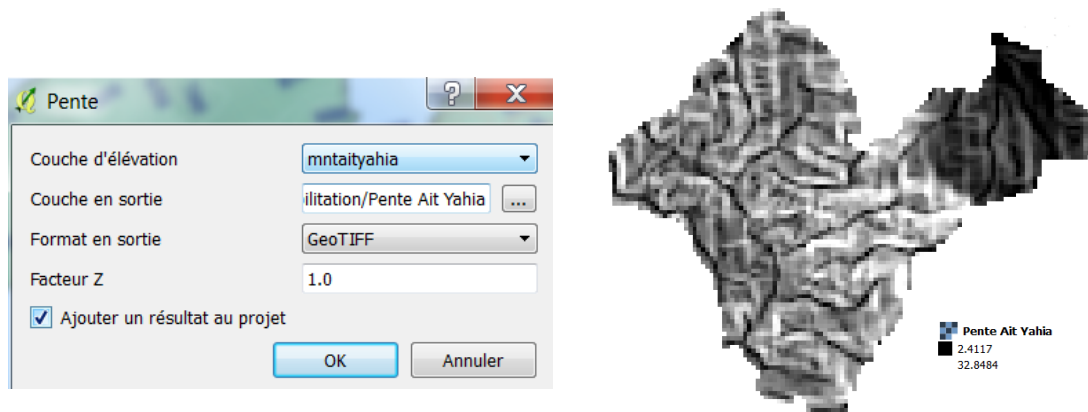 Pente
Couche d'élévation
mntaityahia
Couche en sortie
ilitation/Pente Ait Yahia
...
Format en sortie
GeoTIFF
Facteur Z
1.0
Ajouter un résultat au projet
OK
Annuler
Pente Ait Yahia
2.4117
32.8484